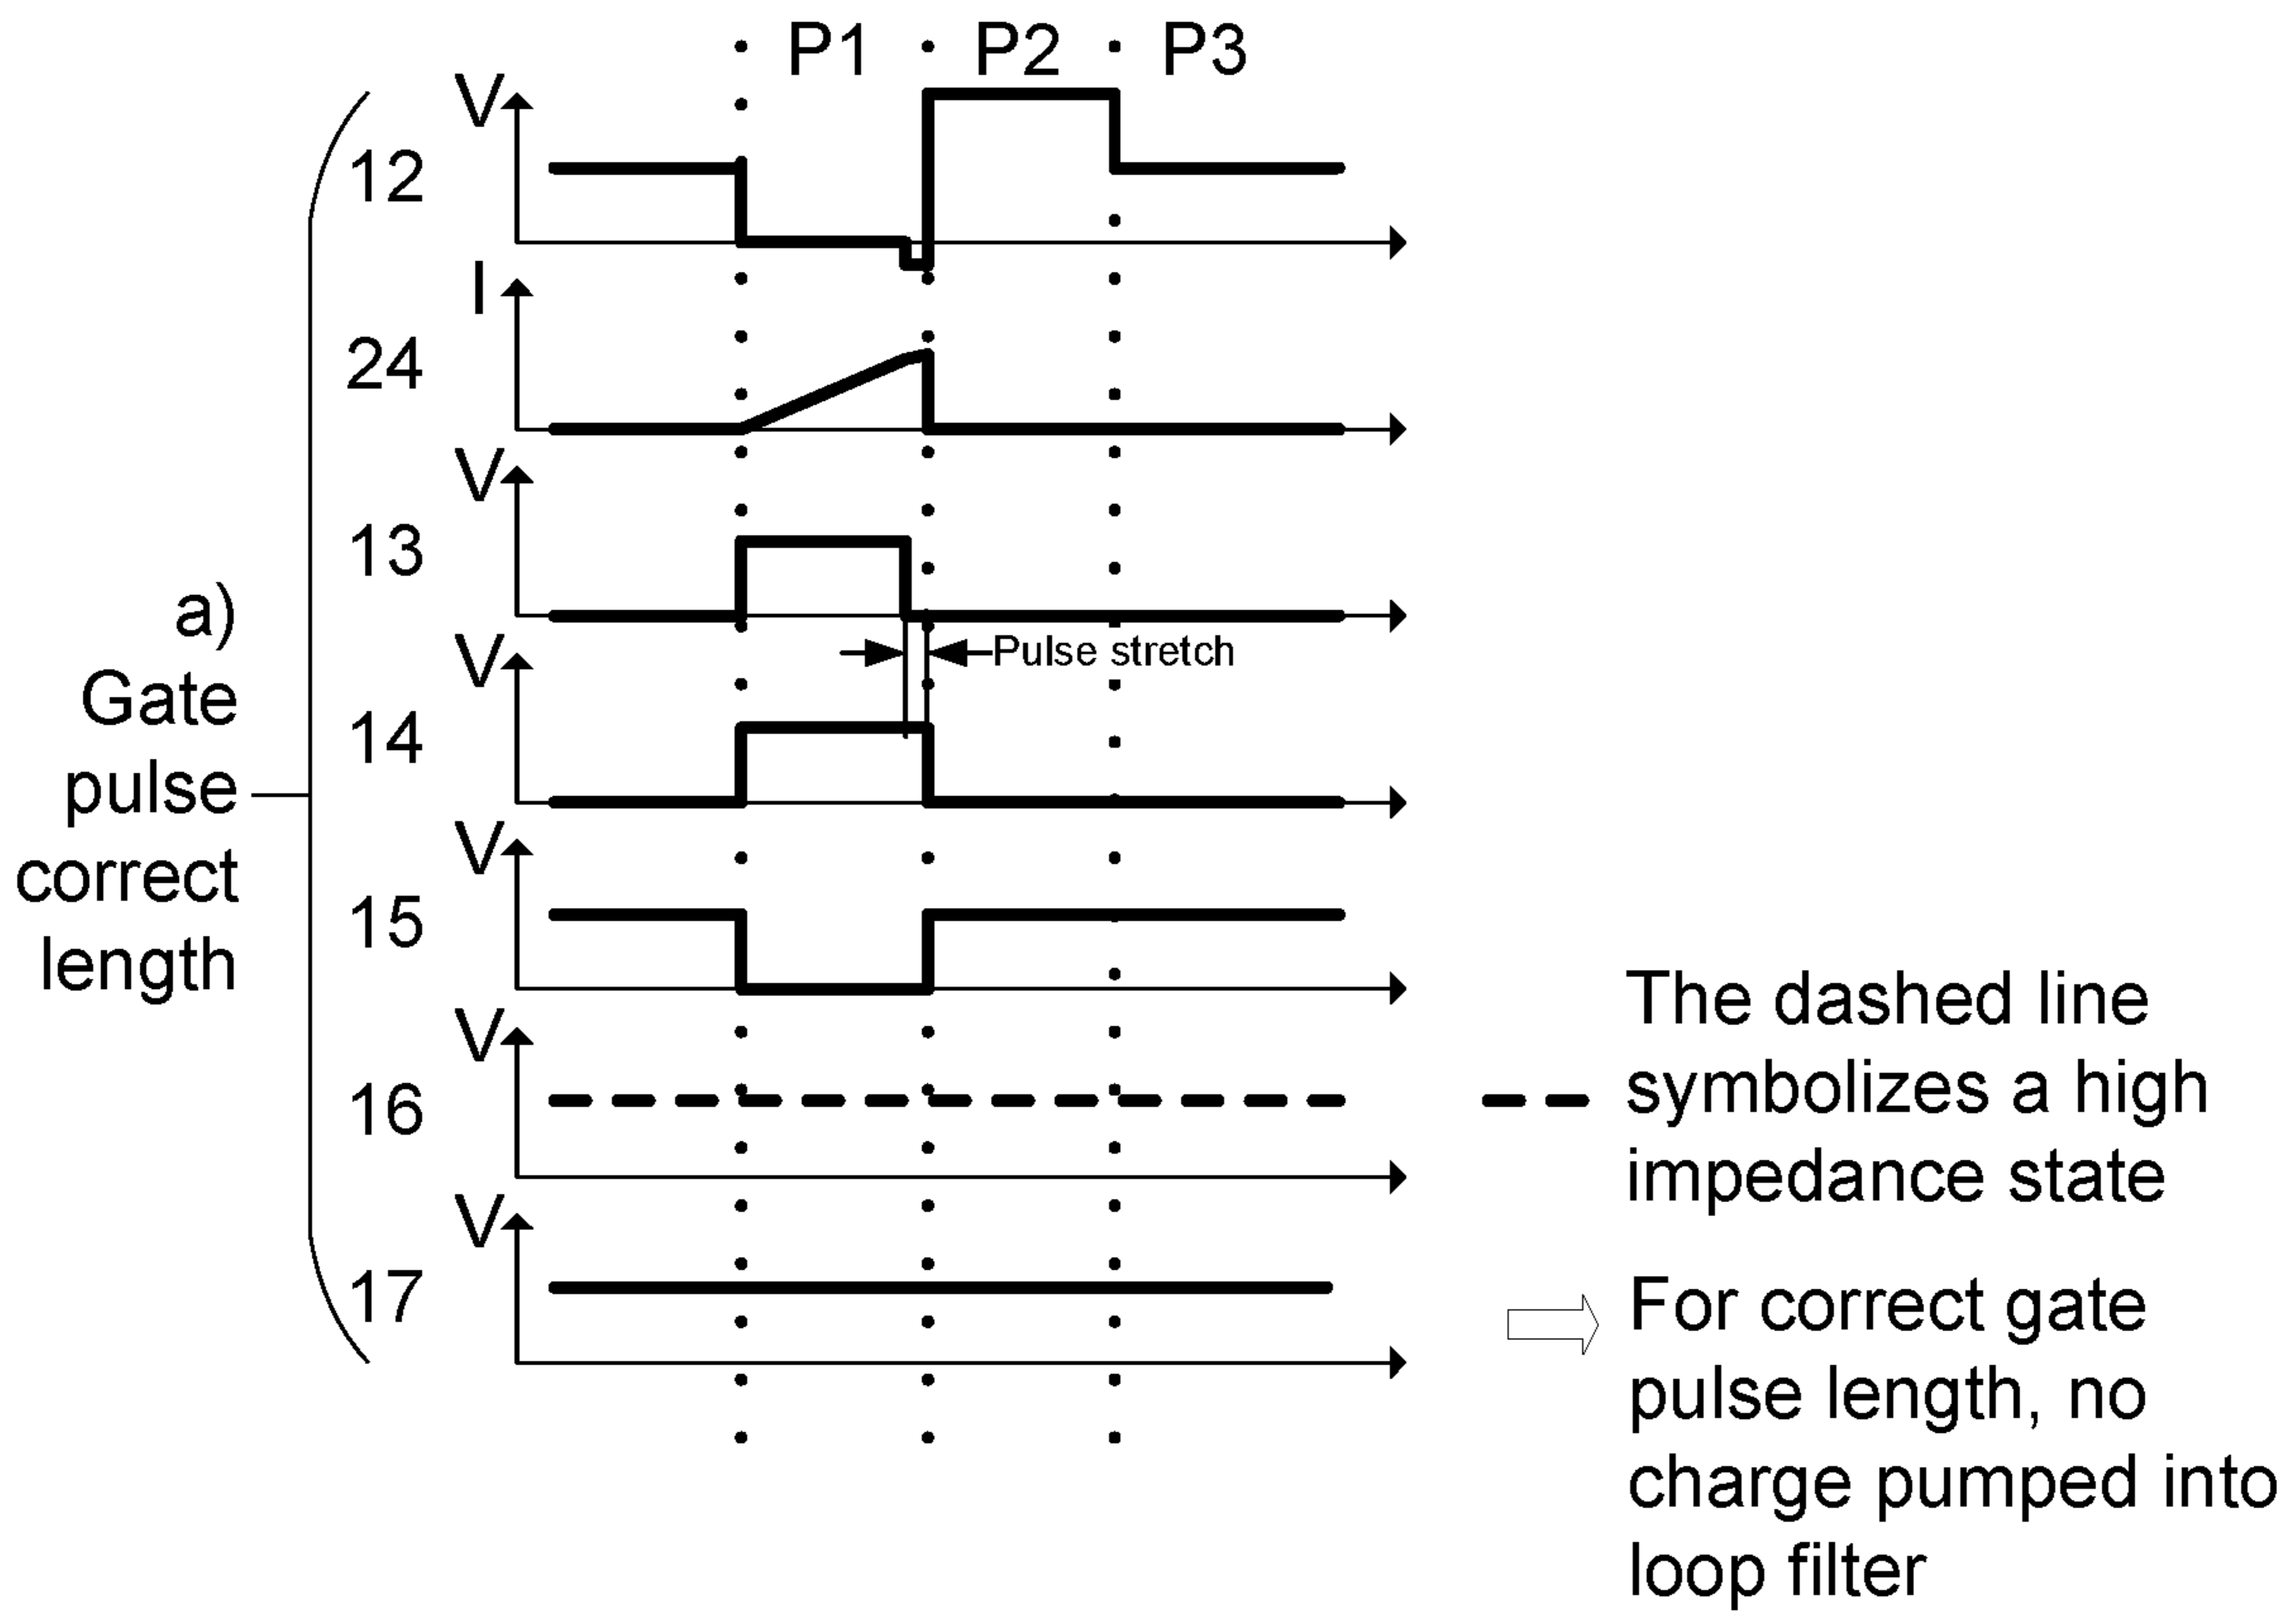 P1 P2 P3
V
12
I
24
V
13
Pulse stretch
V
14
V
15
V
16
V
17
a)
Gate
pulse
correct
length
The dashed line
symbolizes a high
impedance state
For correct gate
pulse length, no
charge pumped into
loop filter